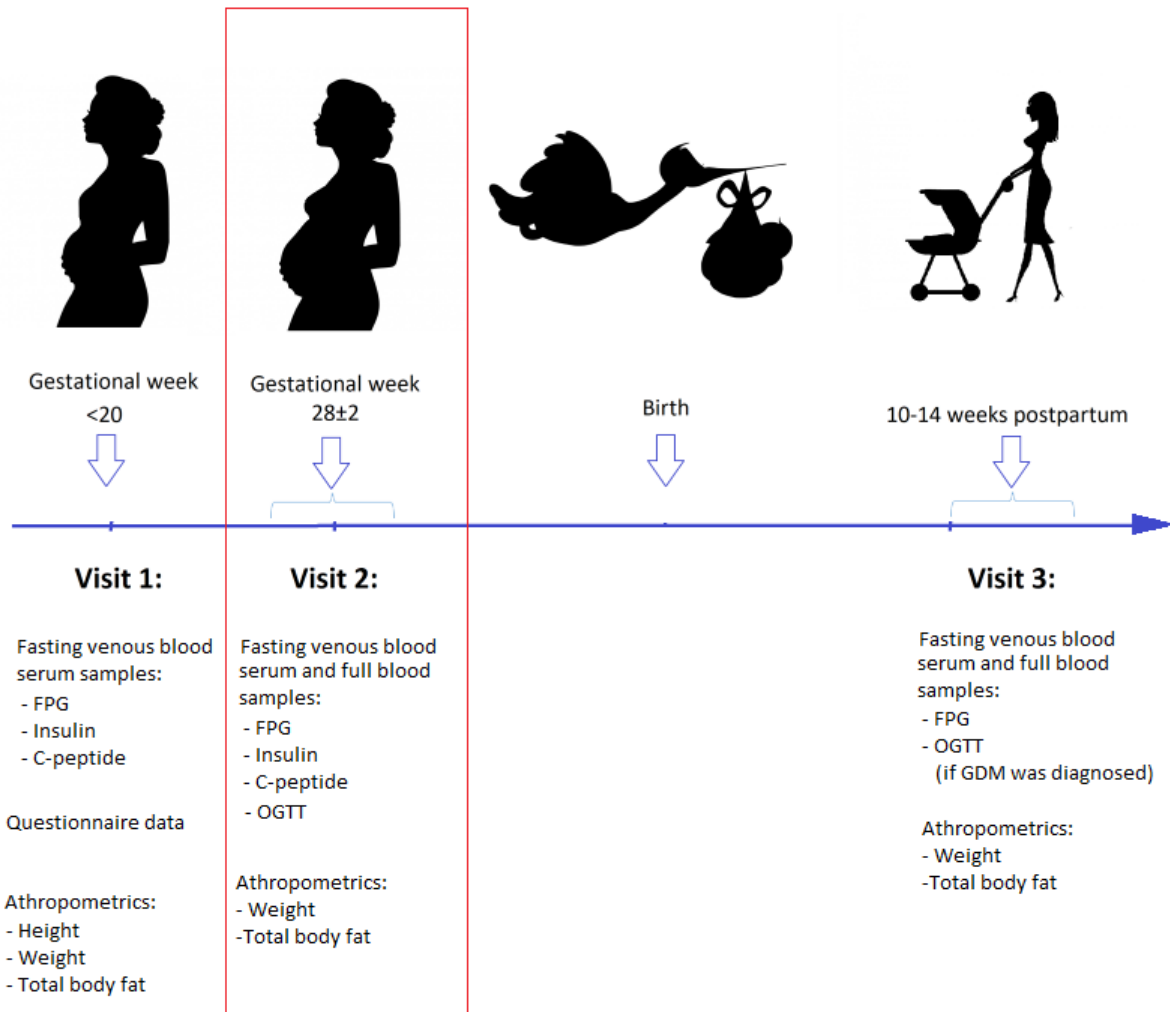 Gestational week
<20
Gestational week
28±2
Birth
10-14 weeks postpartum
Visit 1:
Fasting venous blood
serum samples:
- FPG
- Insulin
- C-peptide
Questionnaire data
Athropometrics:
- Height
- Weight
- Total body fat
Visit 2:
Fasting venous blood
serum and full blood
samples:
- FPG
- Insulin
- C-peptide
- OGTT
Athropometrics:
- Weight
-Total body fat
Visit 3:
Fasting venous blood
serum and full blood
samples:
- FPG
- OGTT
(if GDM was diagnosed)
Athropometrics:
- Weight
-Total body fat